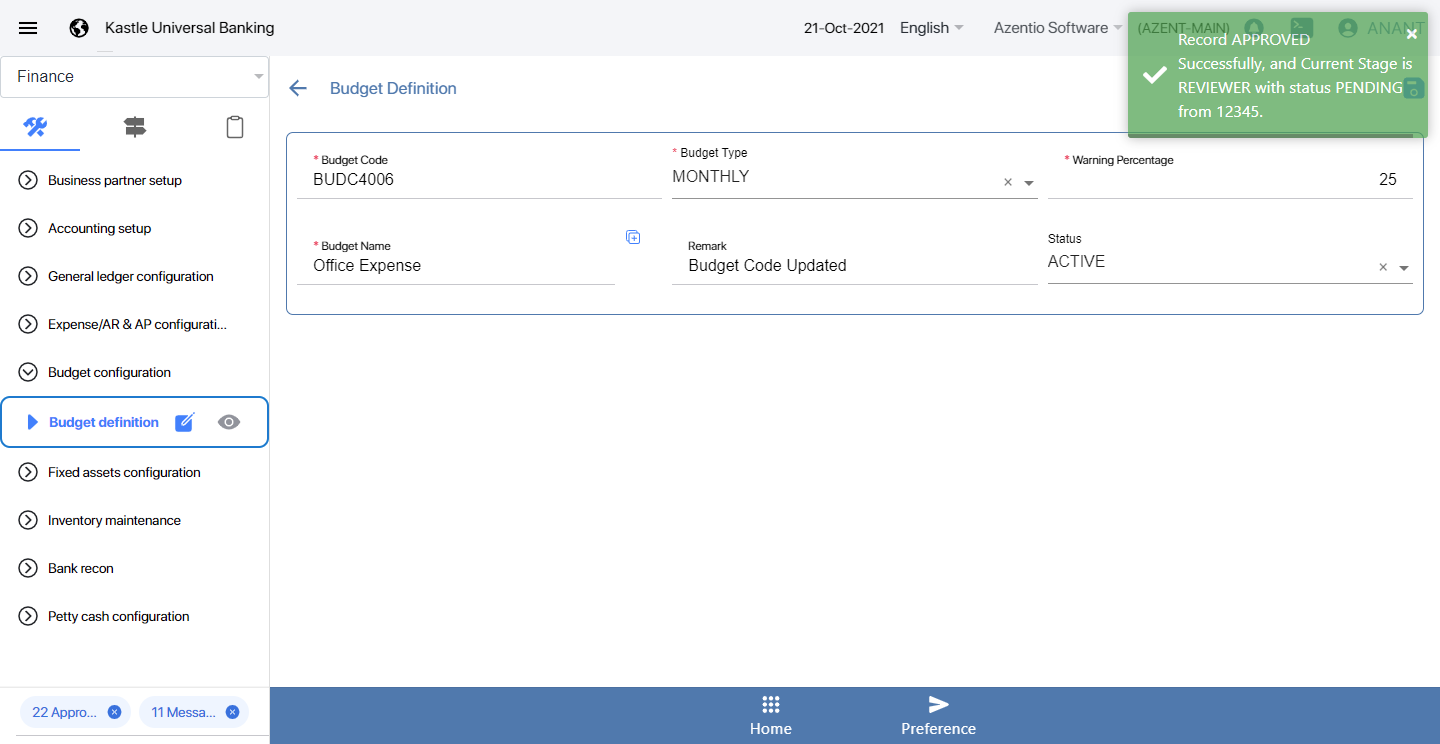 Kastle Universal Banking
21-Oct-2021
English
Azentio Software
(AZENT-MAIN)
ANANT
Record APPROVED
Successfully, and Current Stage is
REVIEWER with status PENDING
from 12345.
Finance
Budget Definition
* Budget Code
BUDC4006
* Budget Type
MONTHLY
* Warning Percentage
25
* Budget Name
Office Expense
Remark
Budget Code Updated
Status
ACTIVE
Business partner setup
Accounting setup
General ledger configuration
Expense/AR & AP configurati...
Budget configuration
Budget definition
Fixed assets configuration
Inventory maintenance
Bank recon
Petty cash configuration
22 Appro...
11 Messa...
Home
Preference